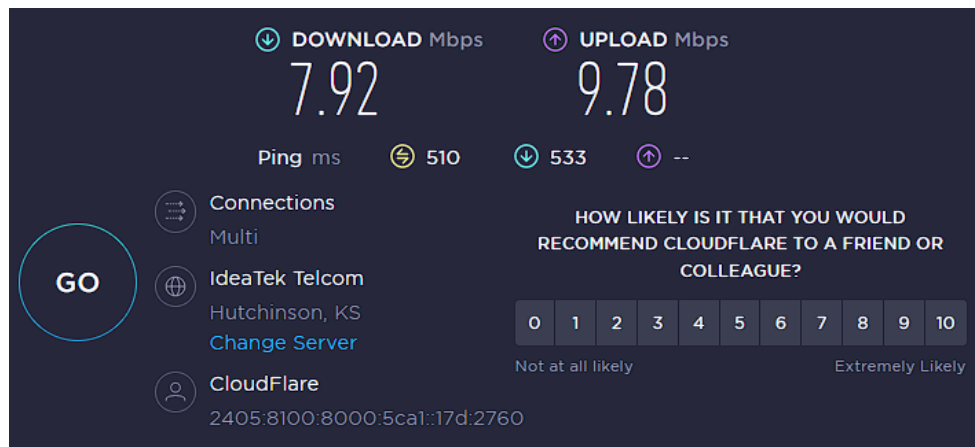 DOWNLOAD Mbps
UPLOAD Mbps
7.92
9.78
Ping ms 510 533 --
Connections
Multi
GO
IdeaTek Telcom
Hutchinson, KS
Change Server
CloudFlare
2405:8100:8000:5ca1::17d:2760
HOW LIKELY IS IT THAT YOU WOULD
RECOMMEND CLOUDFLARE TO A FRIEND OR
COLLEAGUE?
0 1 2 3 4 5 6 7 8 9 10
Not at all likely
Extremely Likely